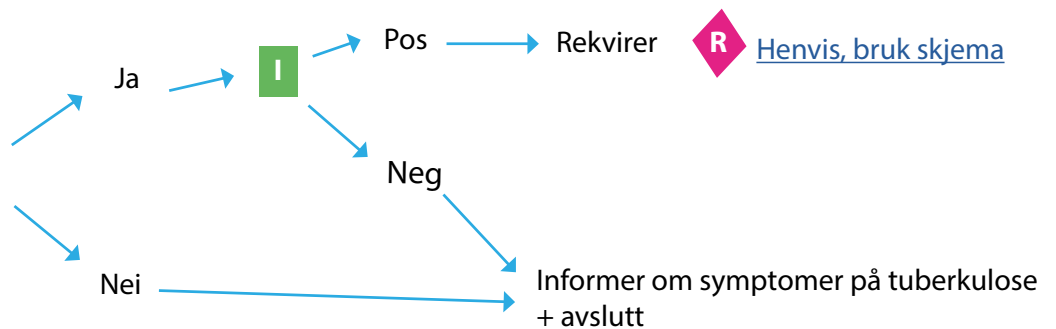 Pos
Rekvirer
R
Henvis, bruk skjema
Ja
I
Neg
Nei
Informer om symptomer på tuberkulose
+ avslutt